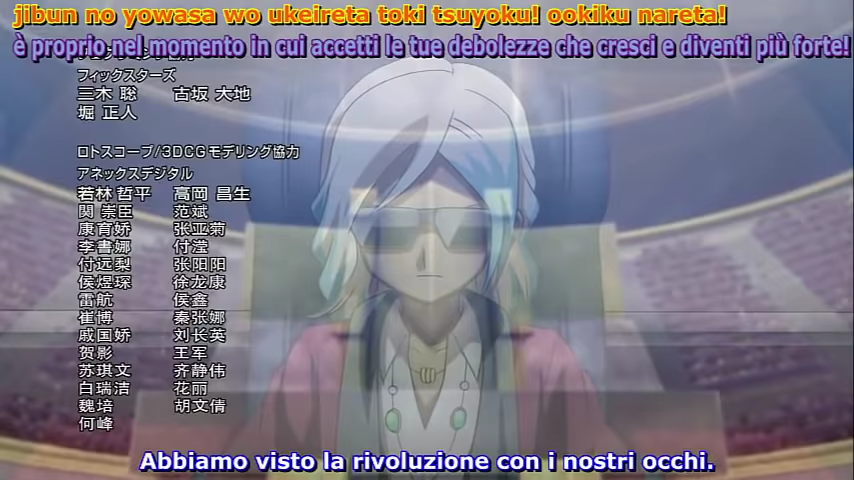 jibun no yowasa wo ukeireta toki tsuyoku! ookiku nareta!
è proprio nel momento in cui accetti le tue debolezze che cresci e diventi più forte!
フィックスターズ
三木 聡 古坂 大地
堀 正人
ロトスコープ/3DCGモデリング協力
アネックスデジタル
若林 哲平 高岡 昌生
関 崇臣 范斌
康育娇 张亚菊
李書娜 付滢
付远梨 张阳阳
侯煜琛 徐龙康
雷航 侯鑫
崔博 秦张娜
戚国娇 刘长英
贺影 王军
苏琪文 齐静伟
白瑞洁 花丽
魏培 胡文倩
何峰
Abbiamo visto la rivoluzione con i nostri occhi.